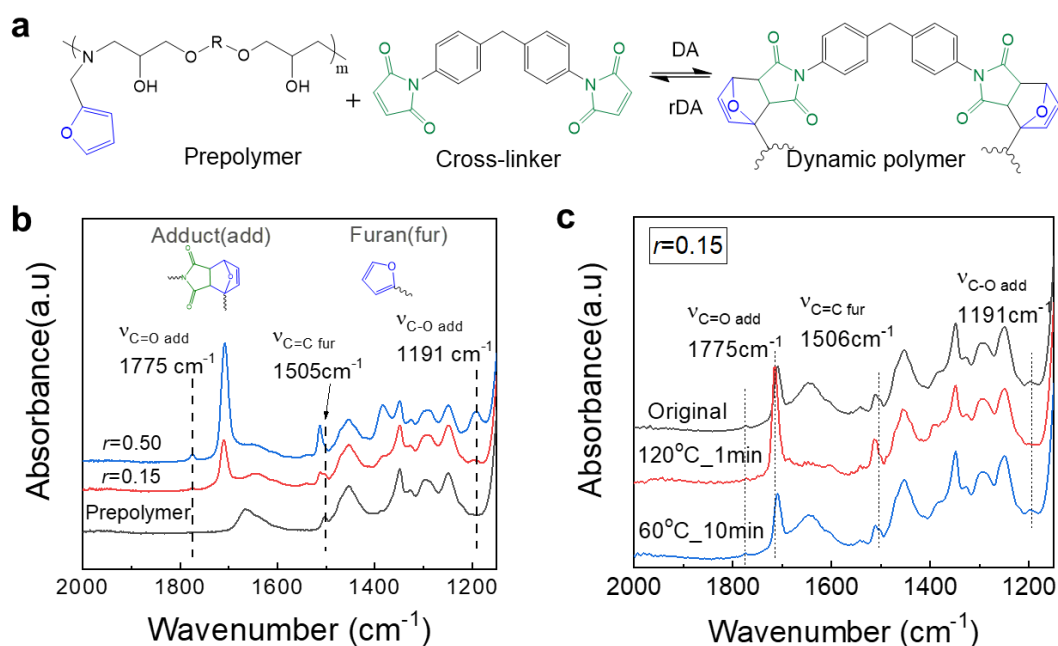 a
N
OH
O
R
O
OH
m
O
Prepolymer
+
O
N
O
O
N
O
Cross-linker
DA
rDA
O
N
O
O
O
N
O
O
Dynamic polymer
b
Adduct(add)
Furan(fur)
O
N
O
O
O
νC=O add
1775 cm-1
νC=C fur
1505cm-1
νC-O add
1191 cm-1
r=0.50
r=0.15
Prepolymer
Absorbance(a.u)
2000
1800
1600
1400
1200
Wavenumber (cm-1)
c
r=0.15
νC=O add
1775cm-1
νC=C fur
1506cm-1
νC-O add
1191cm-1
Original
120°C_1min
60°C_10min
Absorbance(a.u)
2000
1800
1600
1400
1200
Wavenumber (cm-1)